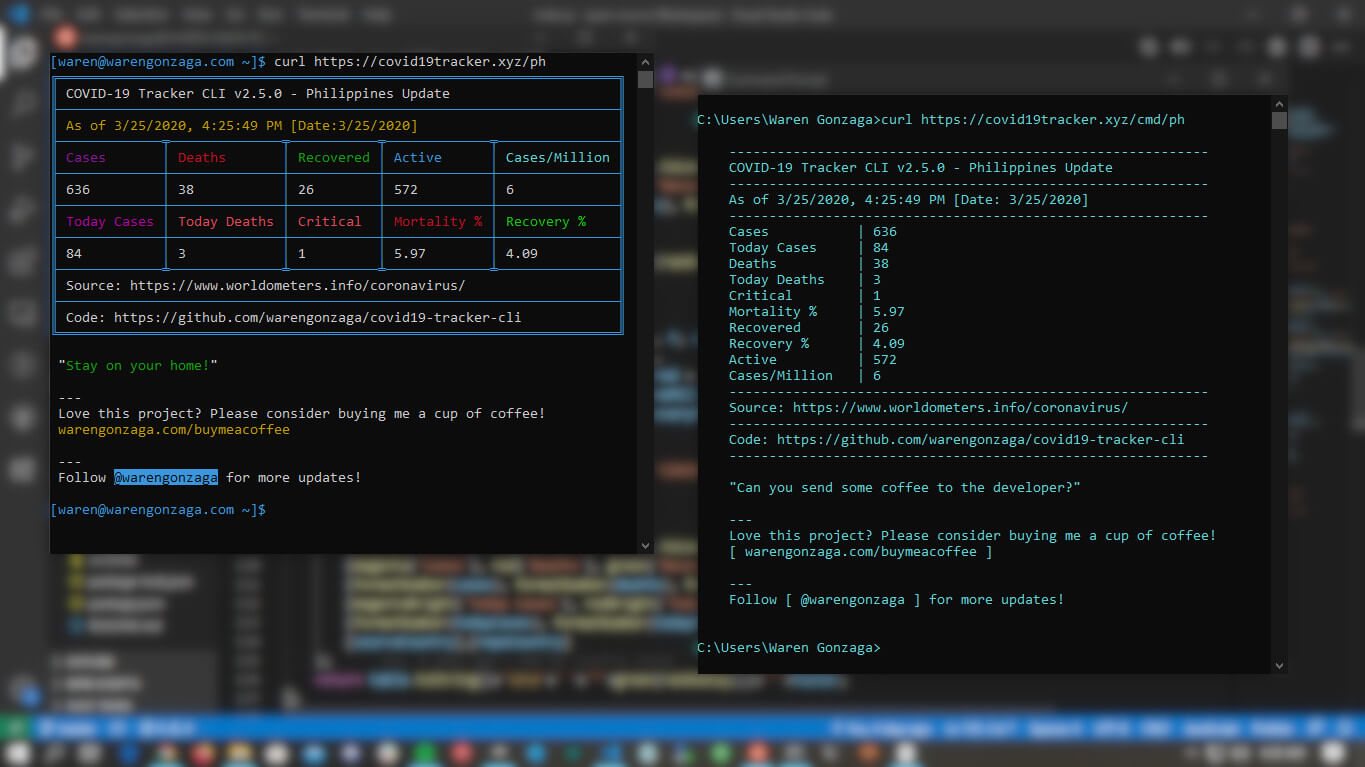 [waren@warengonzaga.com ~]$ curl https://covid19tracker.xyz/ph
COVID-19 Tracker CLI v2.5.0 - Philippines Update
As of 3/25/2020, 4:25:49 PM [Date:3/25/2020]
Cases Deaths Recovered Active Cases/Million
636 38 26 572 6
Today Cases Today Deaths Critical Mortality % Recovery %
84 3 1 5.97 4.09
Source: https://www.worldometers.info/coronavirus/
Code: https://github.com/warengonzaga/covid19-tracker-cli
"Stay on your home!"
---
Love this project? Please consider buying me a cup of coffee!
warengonzaga.com/buymeacoffee
---
Follow @warengonzaga for more updates!
[waren@warengonzaga.com ~]$
C:\Users\Waren Gonzaga>curl https://covid19tracker.xyz/cmd/ph
------------------------------------------------------------
COVID-19 Tracker CLI v2.5.0 - Philippines Update
------------------------------------------------------------
As of 3/25/2020, 4:25:49 PM [Date: 3/25/2020]
------------------------------------------------------------
Cases | 636
Today Cases | 84
Deaths | 38
Today Deaths | 3
Critical | 1
Mortality % | 5.97
Recovered | 26
Recovery % | 4.09
Active | 572
Cases/Million | 6
------------------------------------------------------------
Source: https://www.worldometers.info/coronavirus/
------------------------------------------------------------
Code: https://github.com/warengonzaga/covid19-tracker-cli
------------------------------------------------------------
"Can you send some coffee to the developer?"
---
Love this project? Please consider buying me a cup of coffee!
[ warengonzaga.com/buymeacoffee ]
---
Follow [ @warengonzaga ] for more updates!
C:\Users\Waren Gonzaga>